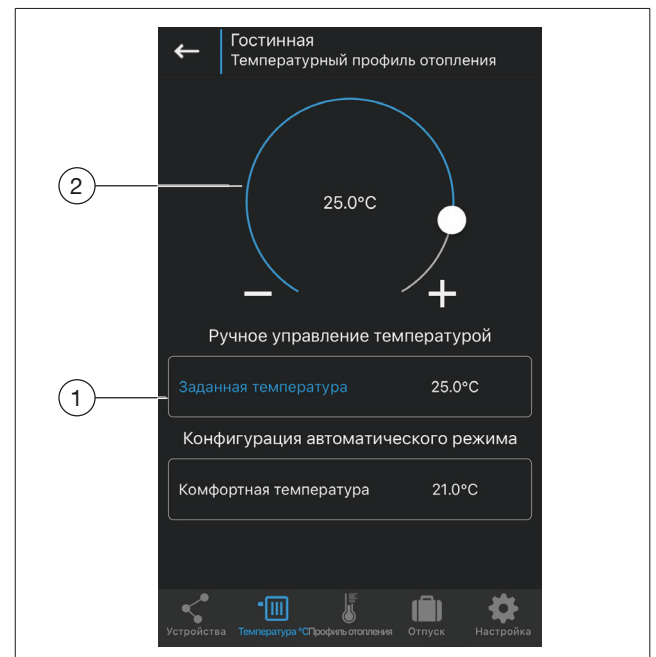 Гостинная
Температурный профиль отопления
2
25.0°C
− +
Ручное управление температурой
1
Заданная температура 25.0°C
Конфигурация автоматического режима
Комфортная температура 21.0°C
Устройства Температура °C Профиль отопления Отпуск Настройка